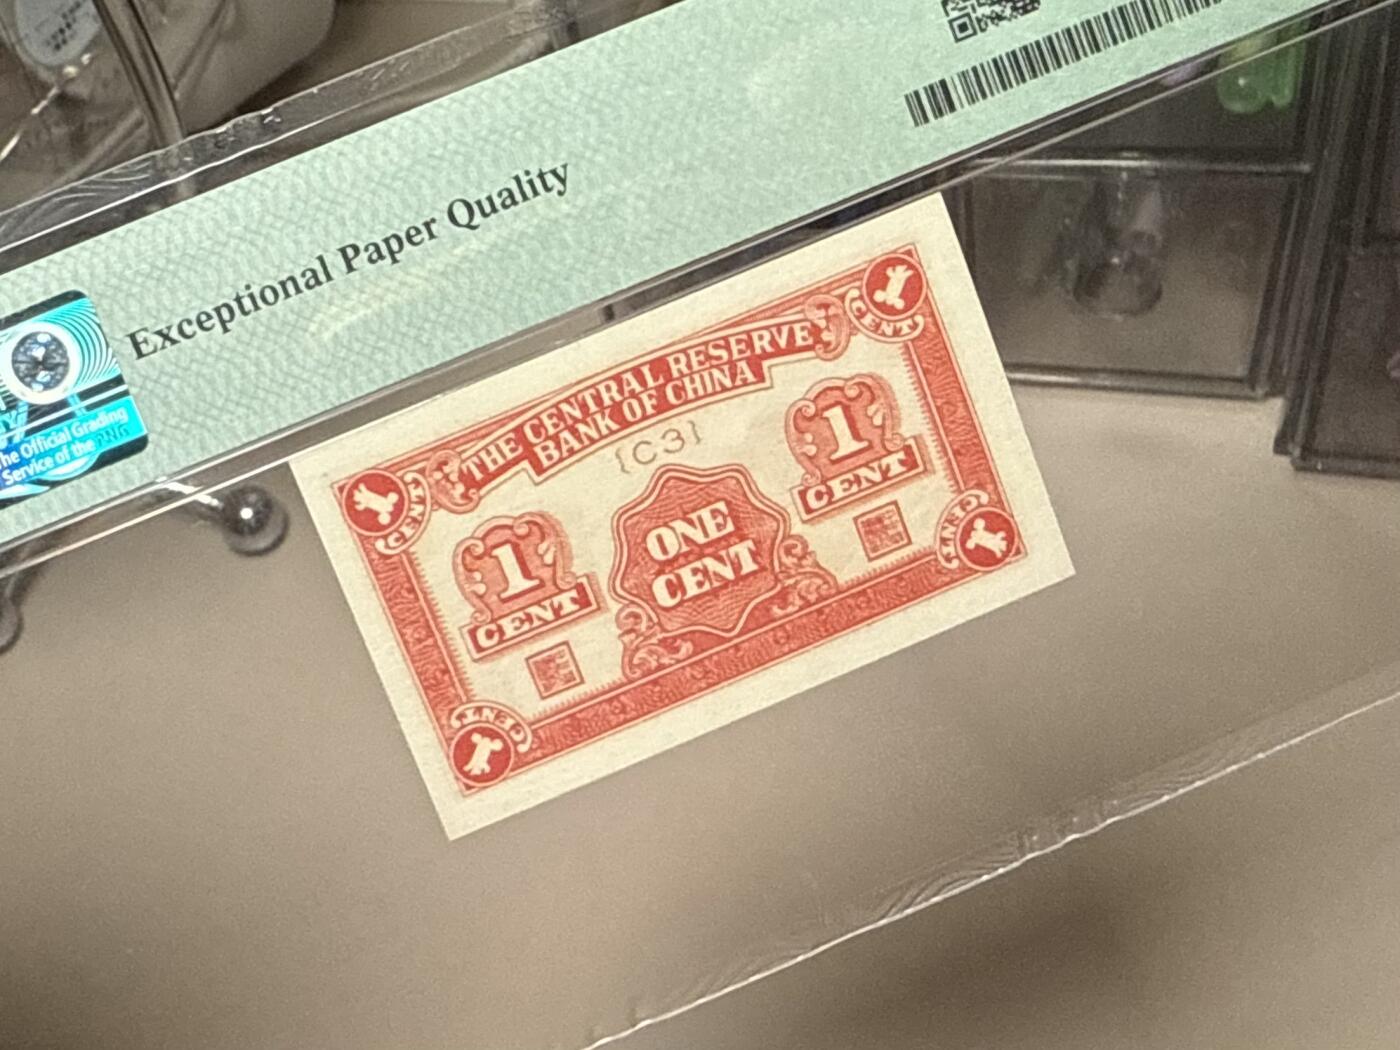 Exceptional Paper Quality
The Official Grading
Service of the PNG
THE CENTRAL RESERVE
BANK OF CHINA
{C3}
CENT
CENT
1
CENT
1
CENT
ONE
CENT
CENT
CENT